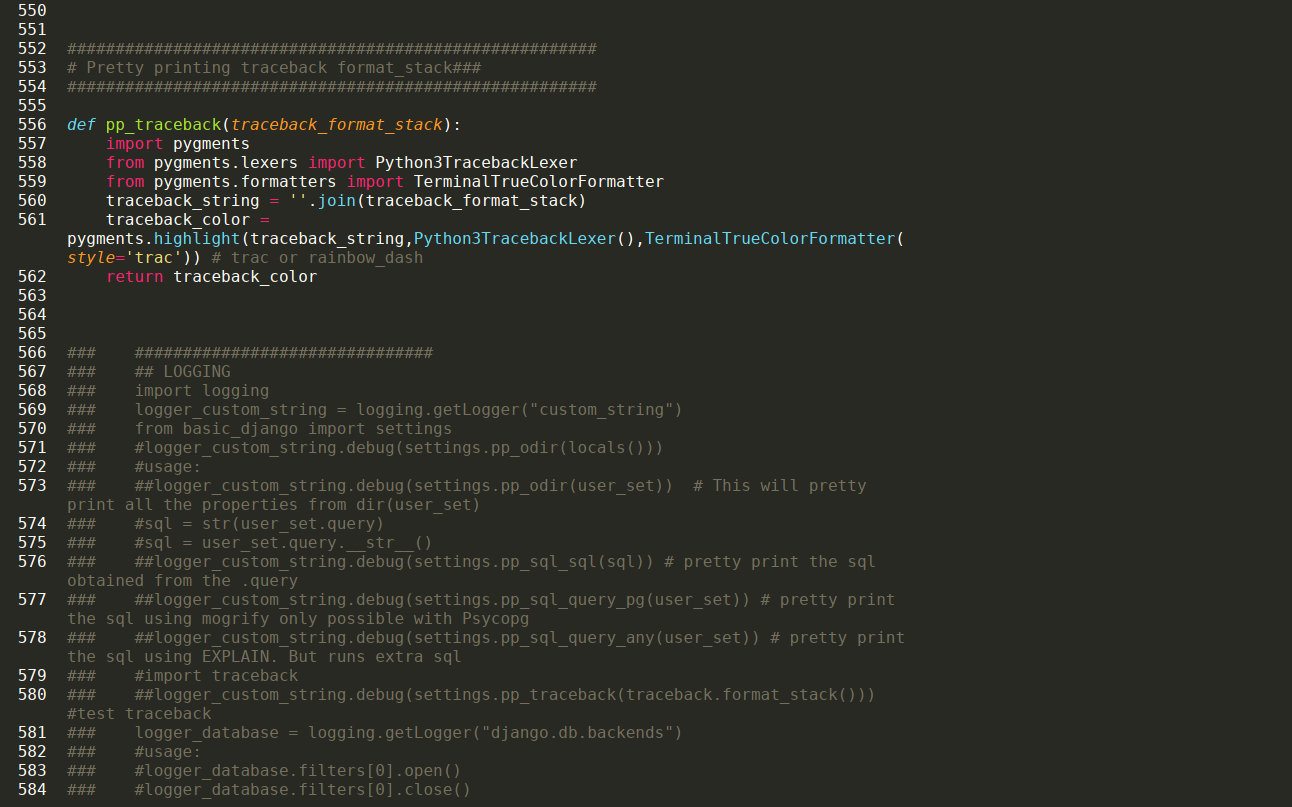 550
551
552 #######################################################
553 # Pretty printing traceback format_stack###
554 #######################################################
555
556 def pp_traceback(traceback_format_stack):
557     import pygments
558     from pygments.lexers import Python3TracebackLexer
559     from pygments.formatters import TerminalTrueColorFormatter
560     traceback_string = ''.join(traceback_format_stack)
561     traceback_color =
pygments.highlight(traceback_string,Python3TracebackLexer(),TerminalTrueColorFormatter(
style='trac')) # trac or rainbow_dash
562     return traceback_color
563
564
565
566 ###    ###############################
567 ###    ## LOGGING
568 ###    import logging
569 ###    logger_custom_string = logging.getLogger("custom_string")
570 ###    from basic_django import settings
571 ###    #logger_custom_string.debug(settings.pp_odir(locals()))
572 ###    #usage:
573 ###    ##logger_custom_string.debug(settings.pp_odir(user_set))  # This will pretty
print all the properties from dir(user_set)
574 ###    #sql = str(user_set.query)
575 ###    #sql = user_set.query.__str__()
576 ###    ##logger_custom_string.debug(settings.pp_sql_sql(sql)) # pretty print the sql
obtained from the .query
577 ###    ##logger_custom_string.debug(settings.pp_sql_query_pg(user_set)) # pretty print
the sql using mogrify only possible with Psycopg
578 ###    ##logger_custom_string.debug(settings.pp_sql_query_any(user_set)) # pretty print
the sql using EXPLAIN. But runs extra sql
579 ###    #import traceback
580 ###    ##logger_custom_string.debug(settings.pp_traceback(traceback.format_stack()))
#test traceback
581 ###    logger_database = logging.getLogger("django.db.backends")
582 ###    #usage:
583 ###    #logger_database.filters[0].open()
584 ###    #logger_database.filters[0].close()